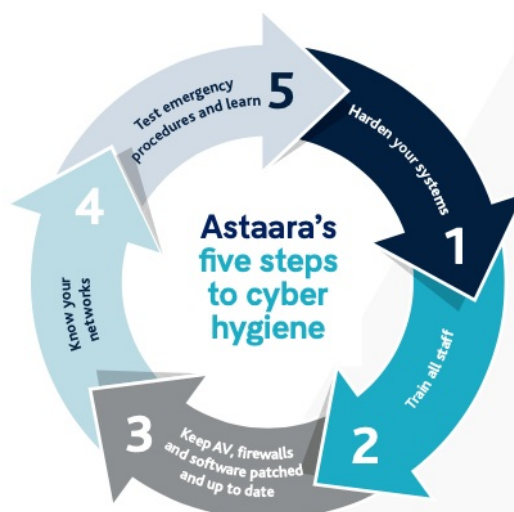 Astaara's
five steps
to cyber
hygiene
Harden your systems
1
Train all staff
2
Keep AV, firewalls
and software patched
and up to date
3
Know your
networks
4
Test emergency
procedures and learn
5